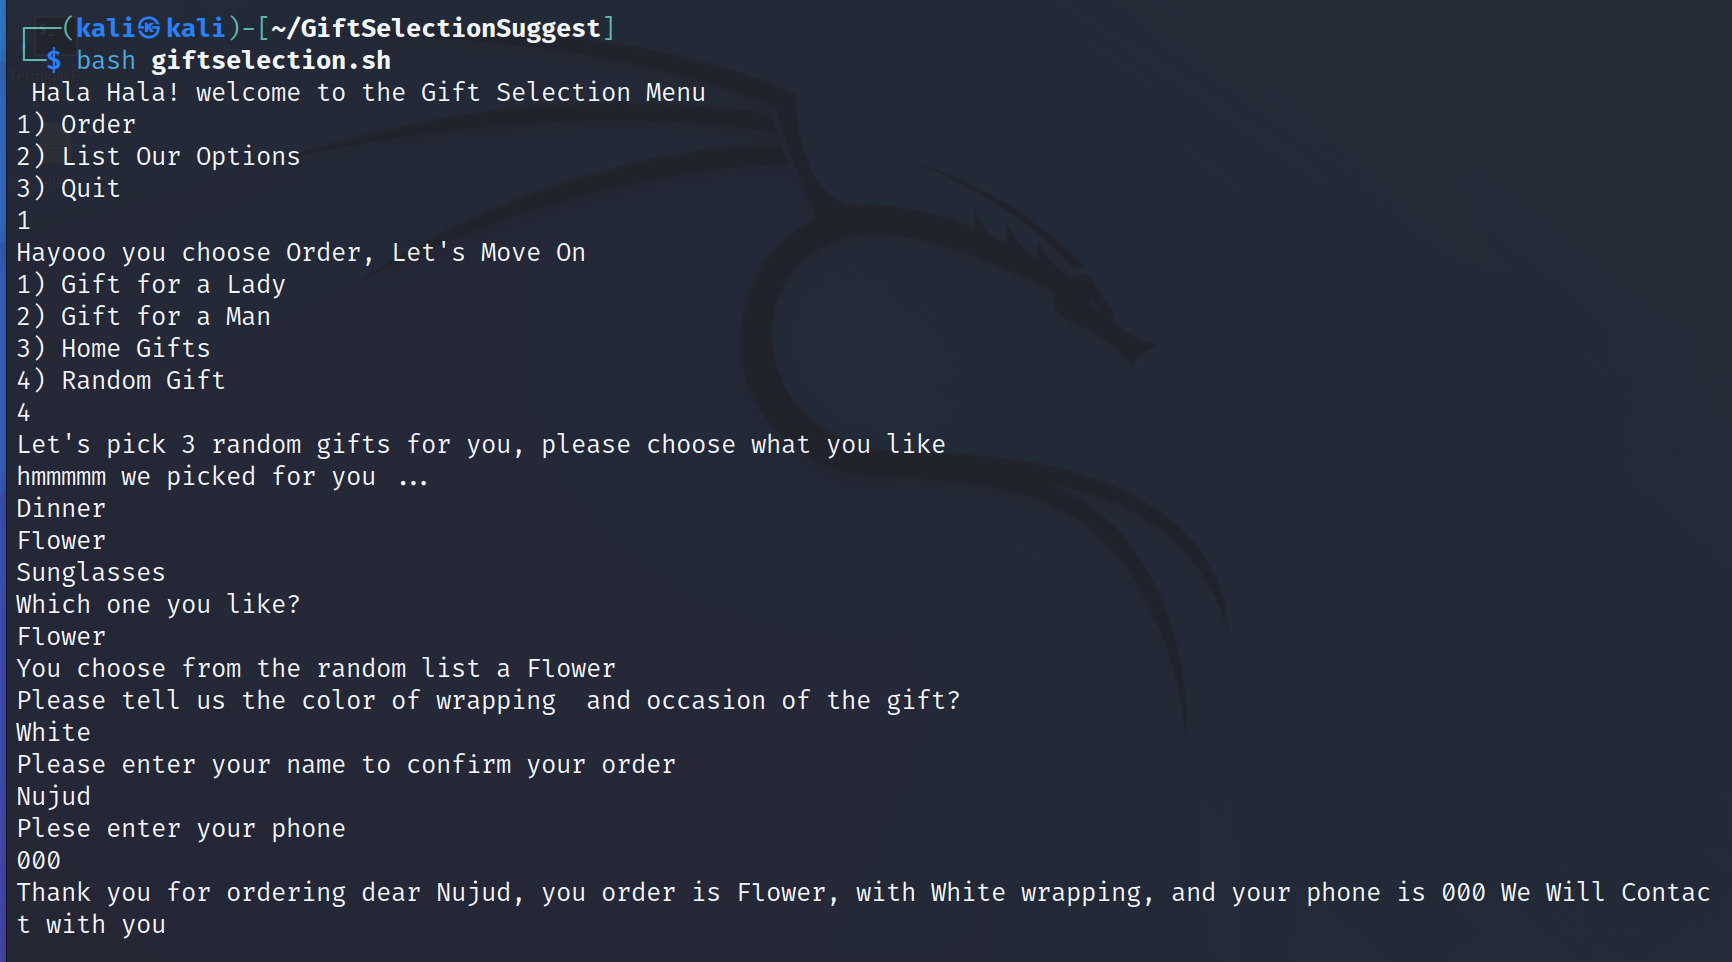 ┌──(kali㉿kali)-[~/GiftSelectionSuggest]
└─$ bash giftselection.sh
Hala Hala! welcome to the Gift Selection Menu
1) Order
2) List Our Options
3) Quit
1
Hayooo you choose Order, Let's Move On
1) Gift for a Lady
2) Gift for a Man
3) Home Gifts
4) Random Gift
4
Let's pick 3 random gifts for you, please choose what you like
hmmmmm we picked for you ...
Dinner
Flower
Sunglasses
Which one you like?
Flower
You choose from the random list a Flower
Please tell us the color of wrapping  and occasion of the gift?
White
Please enter your name to confirm your order
Nujud
Plese enter your phone
000
Thank you for ordering dear Nujud, you order is Flower, with White wrapping, and your phone is 000 We Will Contac
t with you